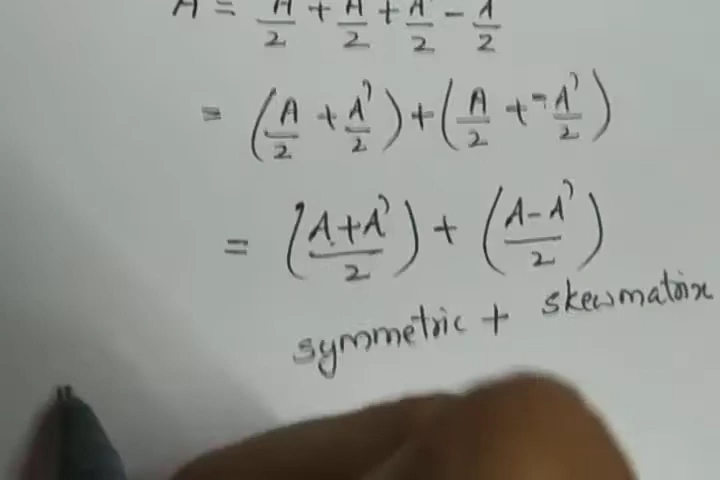 A = A/2 + A/2 + A'/2 - A'/2
= (A/2 + A'/2) + (A/2 + -A'/2)
= (A+A'/2) + (A-A'/2)
symmetric + skewmatrix